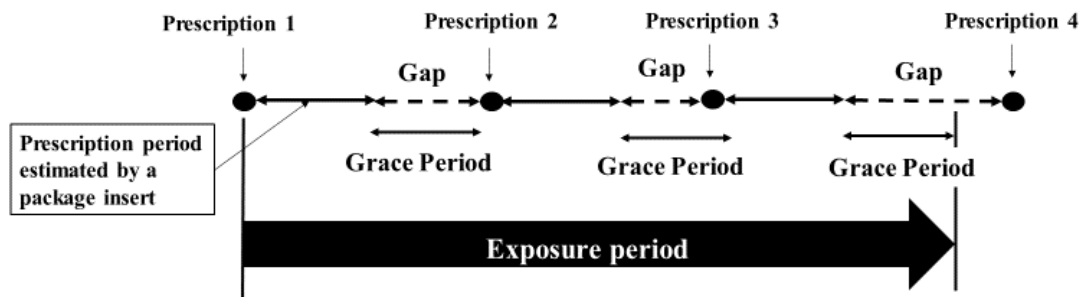 Prescription 1
Prescription 2
Prescription 3
Prescription 4
Gap
Gap
Gap
Prescription period
estimated by a
package insert
Grace Period
Grace Period
Grace Period
Exposure period